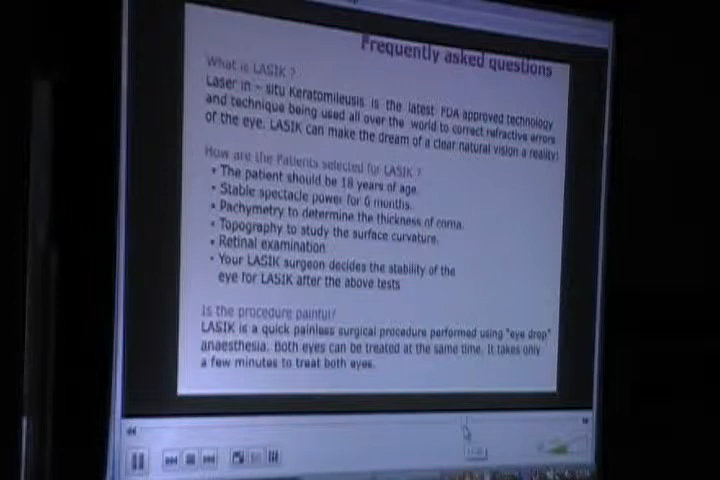 Frequently asked questions
What is LASIK ?
Laser in - situ Keratomileusis is the latest FDA approved technology
and technique being used all over the world to correct refractive errors
of the eye. LASIK can make the dream of a clear natural vision a reality!
How are the Patients selected for LASIK ?
• The patient should be 18 years of age.
• Stable spectacle power for 6 months.
• Pachymetry to determine the thickness of cornea.
• Topography to study the surface curvature.
• Retinal examination
• Your LASIK surgeon decides the stability of the
eye for LASIK after the above tests
Is the procedure painful?
LASIK is a quick painless surgical procedure performed using "eye drop"
anaesthesia. Both eyes can be treated at the same time. It takes only
a few minutes to treat both eyes.